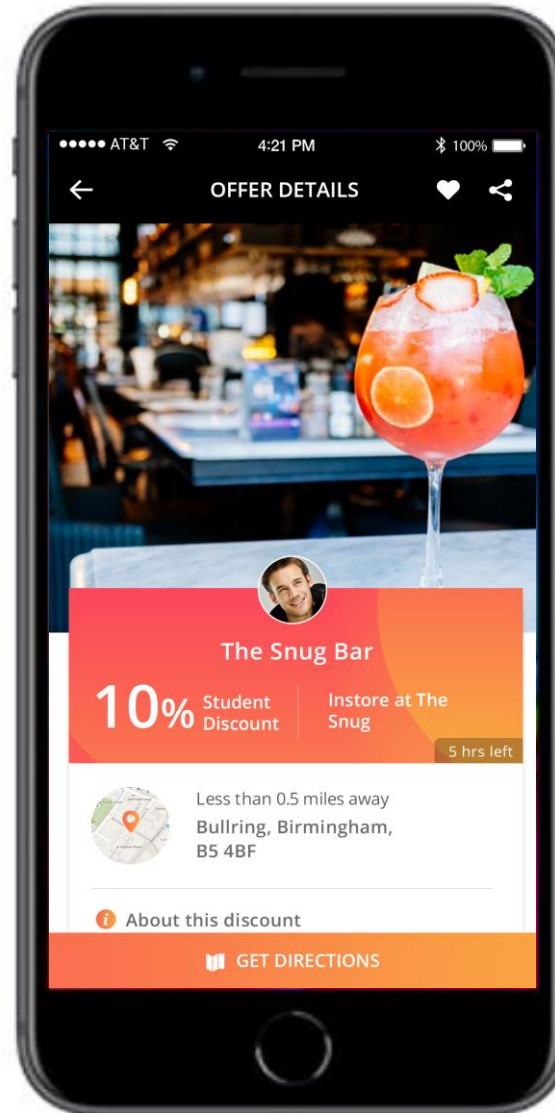 AT&T 4:21 PM 100%
OFFER DETAILS
The Snug Bar
10% Student Discount
Instore at The Snug
5 hrs left
Less than 0.5 miles away
Bullring, Birmingham,
B5 4BF
About this discount
GET DIRECTIONS